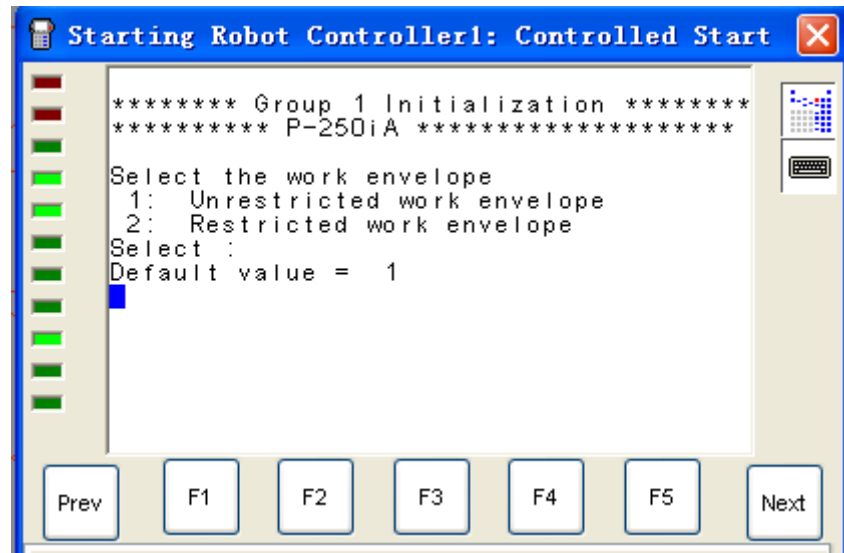 Starting Robot Controller1: Controlled Start
******** Group 1 Initialization ********
********** P-250iA ********************
Select the work envelope
1: Unrestricted work envelope
2: Restricted work envelope
Select :
Default value = 1
Prev F1 F2 F3 F4 F5 Next